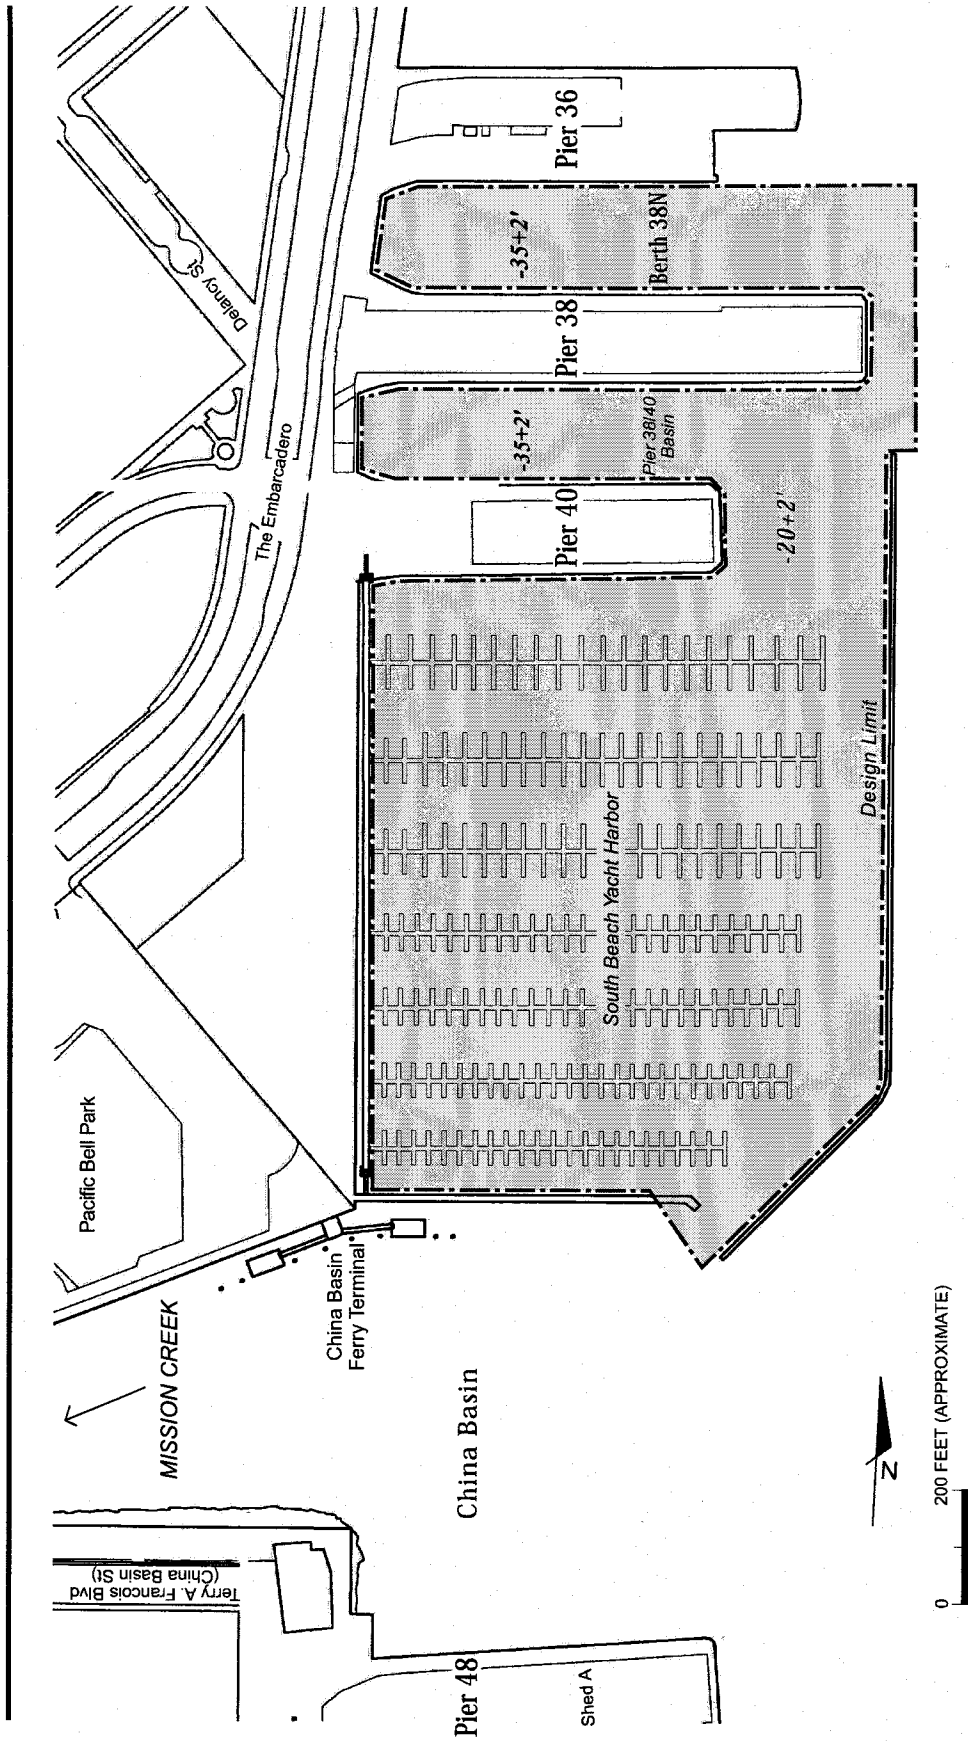 Pier 36
-35+2'
Berth 38N
Delancy St
Pier 38
-35+2'
Pier 38/40
Basin
The Embarcadero
Pier 40
-20+2'
Design Limit
South Beach Yacht Harbor
Pacific Bell Park
China Basin
Ferry Terminal
MISSION CREEK
China Basin
N
200 FEET (APPROXIMATE)
0
Terry A. Francois Blvd
(China Basin St)
Pier 48
Shed A